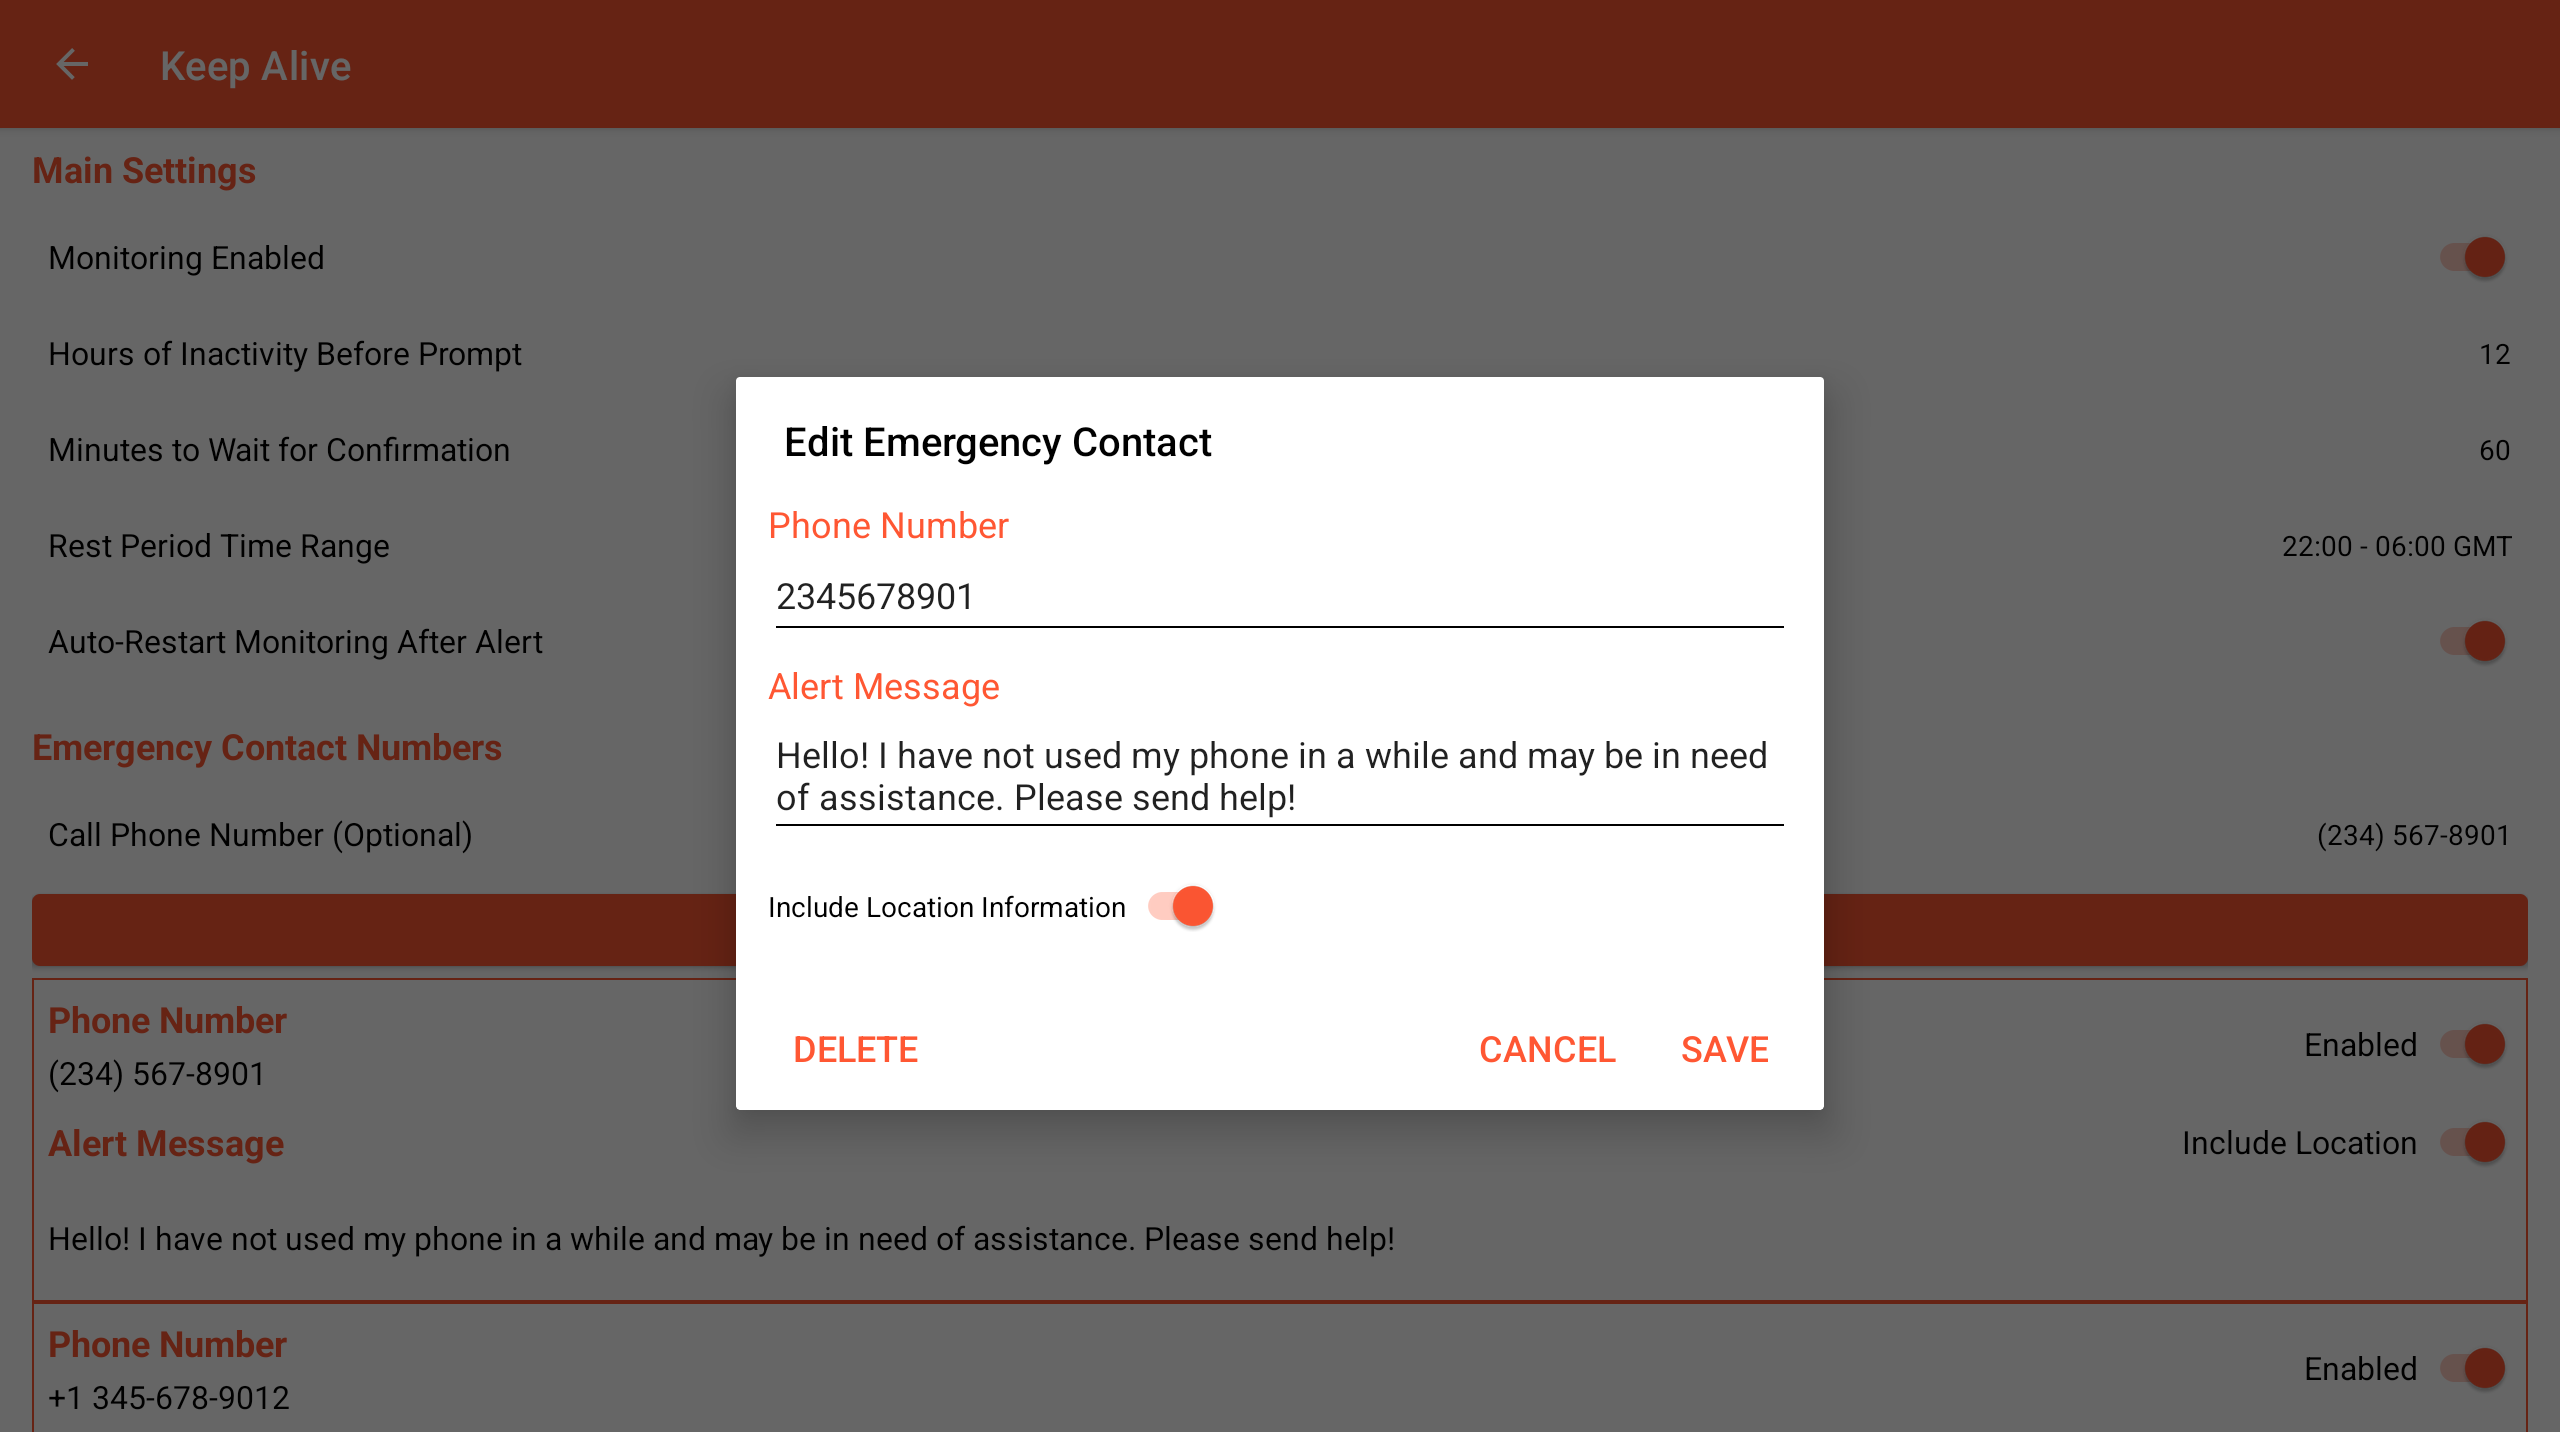 Keep Alive
Main Settings
Monitoring Enabled
Hours of Inactivity Before Prompt
12
Minutes to Wait for Confirmation
60
Rest Period Time Range
22:00 - 06:00 GMT
Auto-Restart Monitoring After Alert
Emergency Contact Numbers
Call Phone Number (Optional)
(234) 567-8901
Edit Emergency Contact
Phone Number
2345678901
Alert Message
Hello! I have not used my phone in a while and may be in need
of assistance. Please send help!
Include Location Information
DELETE
CANCEL
SAVE
Phone Number
(234) 567-8901
Enabled
Alert Message
Include Location
Hello! I have not used my phone in a while and may be in need of assistance. Please send help!
Phone Number
+1 345-678-9012
Enabled